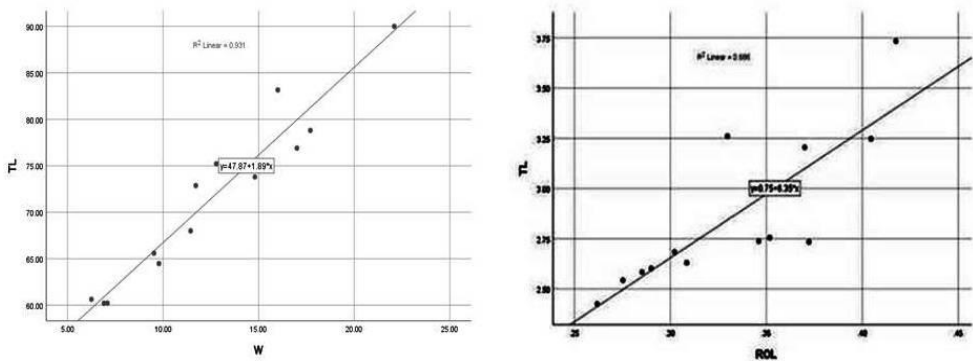 90.00
R² Linear = 0.931
85.00
80.00
TL
75.00
y=47.87+1.89*x
70.00
65.00
60.00
5.00 10.00 15.00 20.00 25.00
W
3.75
R² Linear =
3.25
TL
3.00
y=0.75+6.35*x
2.75
2.50
.25 .30 .35 .40 .45
ROL